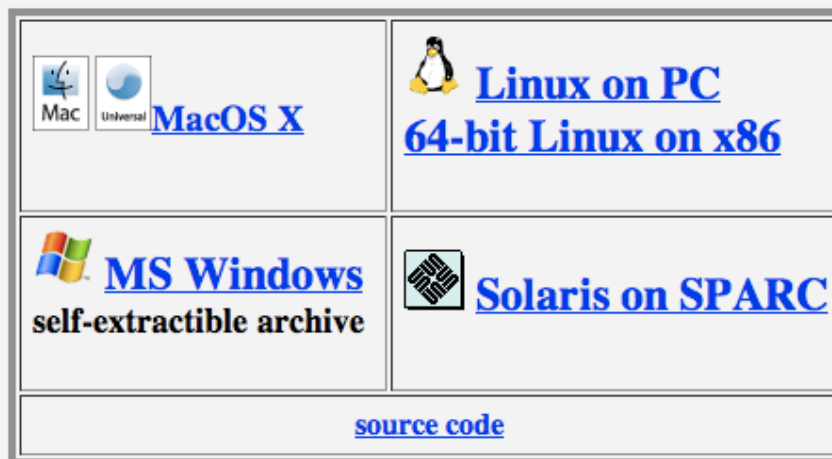 Mac
Universal
MacOS X
Linux on PC
64-bit Linux on x86
MS Windows
self-extractible archive
Solaris on SPARC
source code